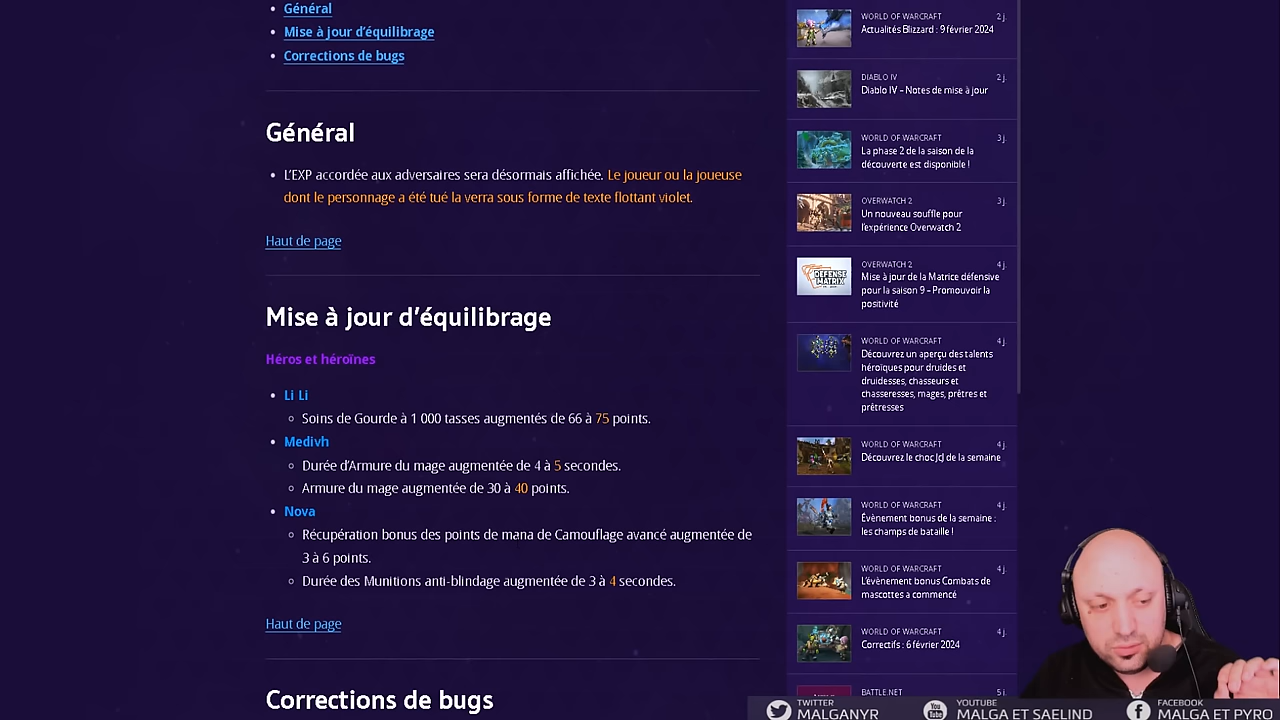 Général
Mise à jour d'équilibrage
Corrections de bugs
Général
L'EXP accordée aux adversaires sera désormais affichée. Le joueur ou la joueuse
dont le personnage a été tué la verra sous forme de texte flottant violet.
Haut de page
Mise à jour d'équilibrage
Héros et héroïnes
Li Li
Soins de Gourde à 1 000 tasses augmentés de 66 à 75 points.
Medivh
Durée d'Armure du mage augmentée de 4 à 5 secondes.
Armure du mage augmentée de 30 à 40 points.
Nova
Récupération bonus des points de mana de Camouflage avancé augmentée de
3 à 6 points.
Durée des Munitions anti-blindage augmentée de 3 à 4 secondes.
Haut de page
Corrections de bugs
WORLD OF WARCRAFT 2 j.
Actualités Blizzard : 9 février 2024
DIABLO IV 2 j.
Diablo IV – Notes de mise à jour
WORLD OF WARCRAFT 3 j.
La phase 2 de la saison de la
découverte est disponible !
OVERWATCH 2 3 j.
Un nouveau souffle pour
l'expérience Overwatch 2
DEFENSE
MATRIX
OVERWATCH 2 4 j.
Mise à jour de la Matrice défensive
pour la saison 9 – Promouvoir la
positivité
WORLD OF WARCRAFT 4 j.
Découvrez un aperçu des talents
héroïques pour druides et
druidesses, chasseurs et
chasseresses, mages, prêtres et
prêtresses
WORLD OF WARCRAFT 4 j.
Découvrez le choc JcJ de la semaine
WORLD OF WARCRAFT 4 j.
Évènement bonus de la semaine :
les champs de bataille !
WORLD OF WARCRAFT 4 j.
L'évènement bonus Combats de
mascottes a commencé
WORLD OF WARCRAFT 4 j.
Correctifs : 6 février 2024
BATTLE.NET 5 j.
TWITTER
MALGANYR
You
Tube
YOUTUBE
MALGA ET SAELIND
FACEBOOK
MALGA ET PYRO